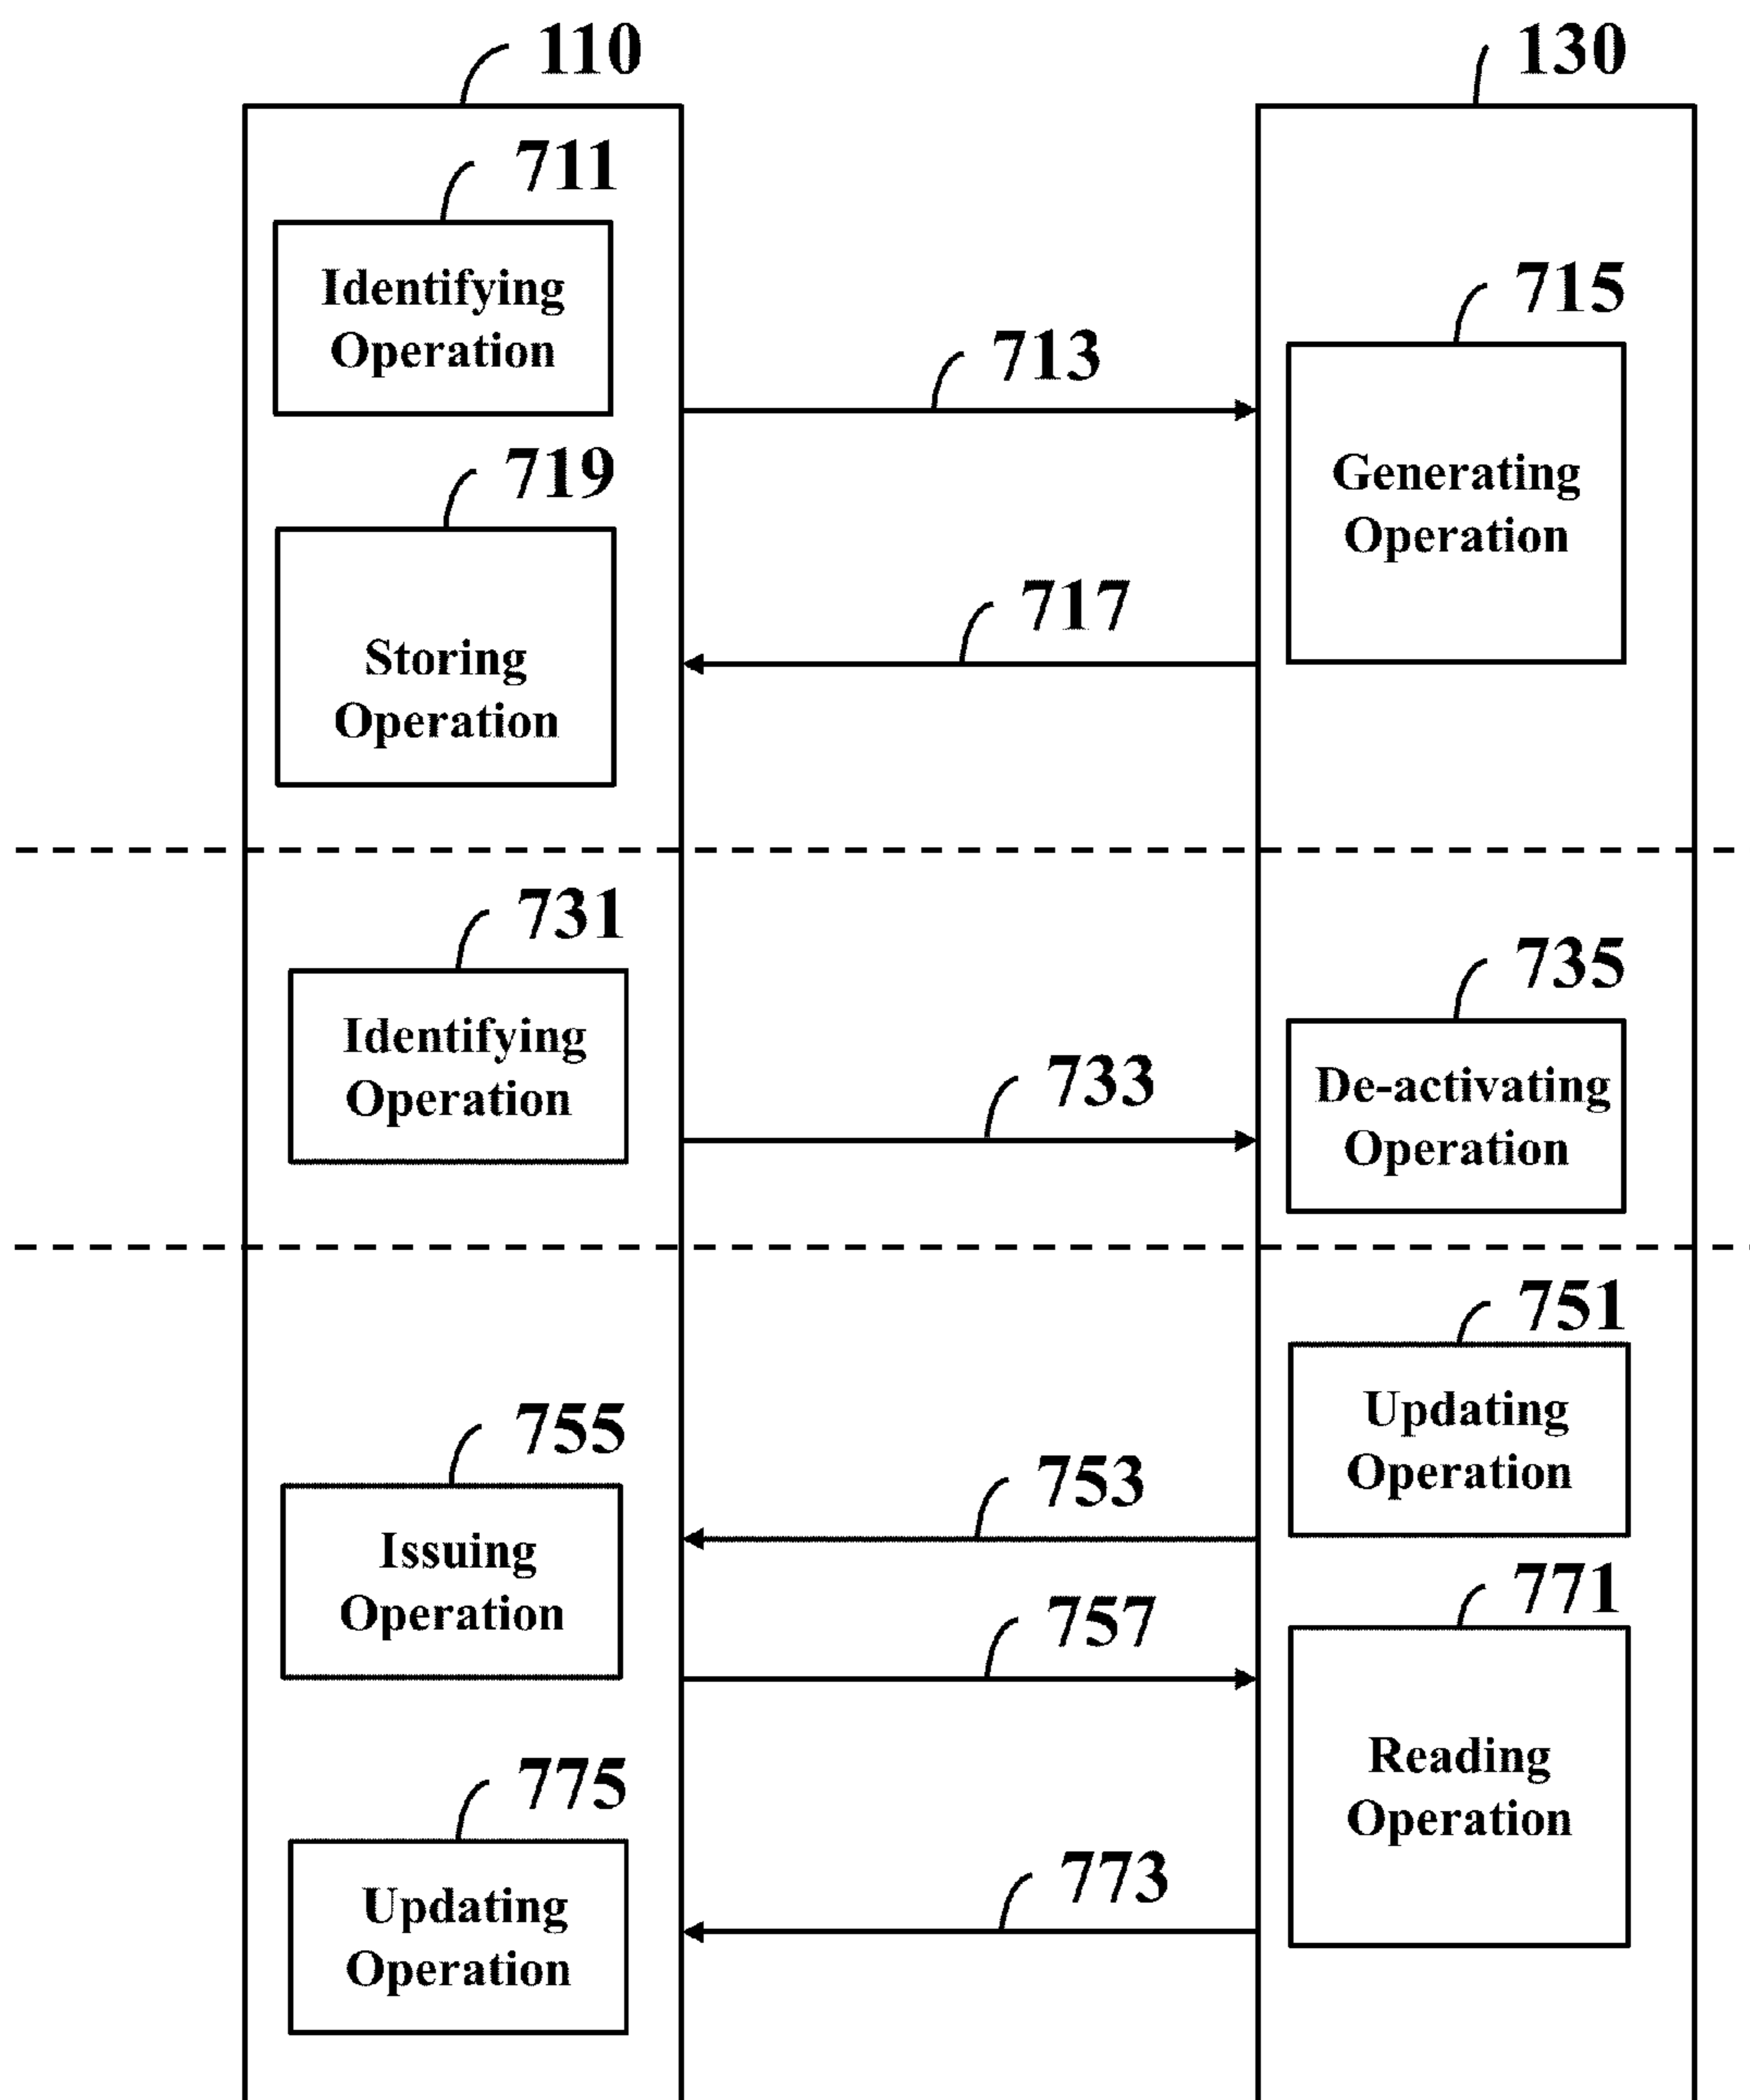 110
130
711
Identifying
Operation
715
713
Generating
Operation
719
Storing
Operation
717
731
Identifying
Operation
735
De-activating
Operation
733
751
Updating
Operation
755
Issuing
Operation
753
771
Reading
Operation
757
775
Updating
Operation
773